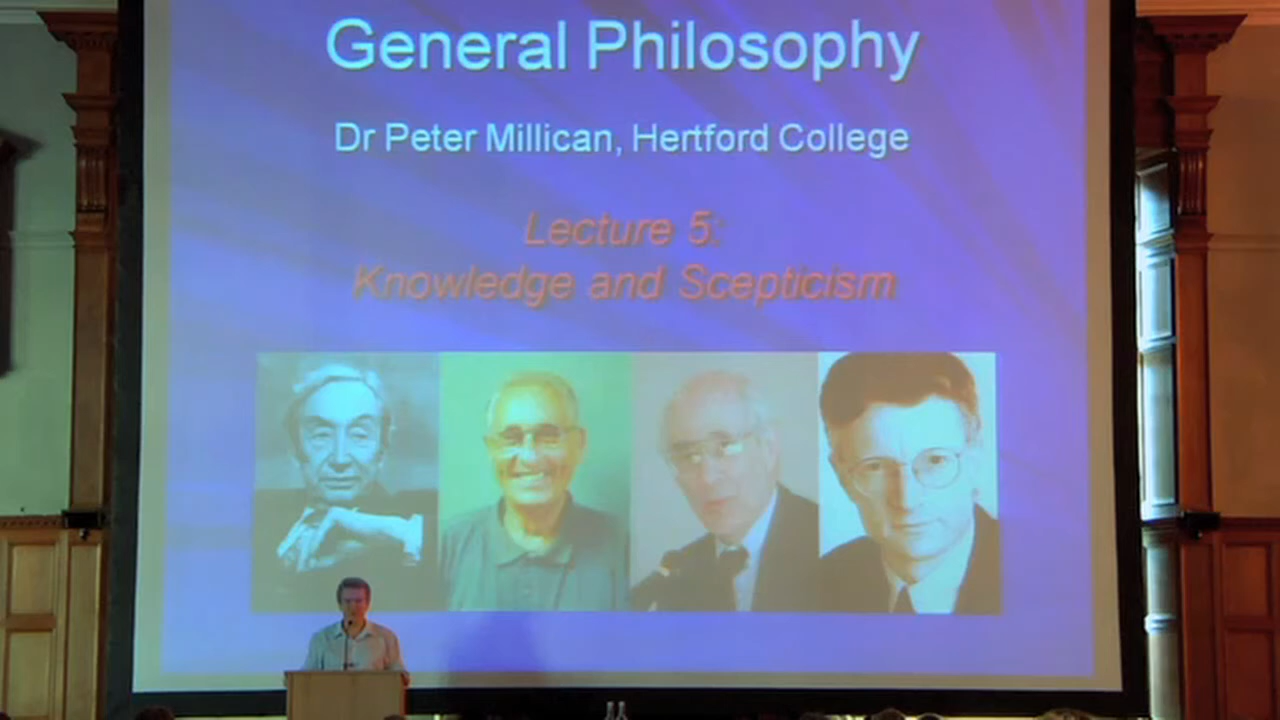 General Philosophy
Dr Peter Millican, Hertford College
Lecture 5:
Knowledge and Scepticism